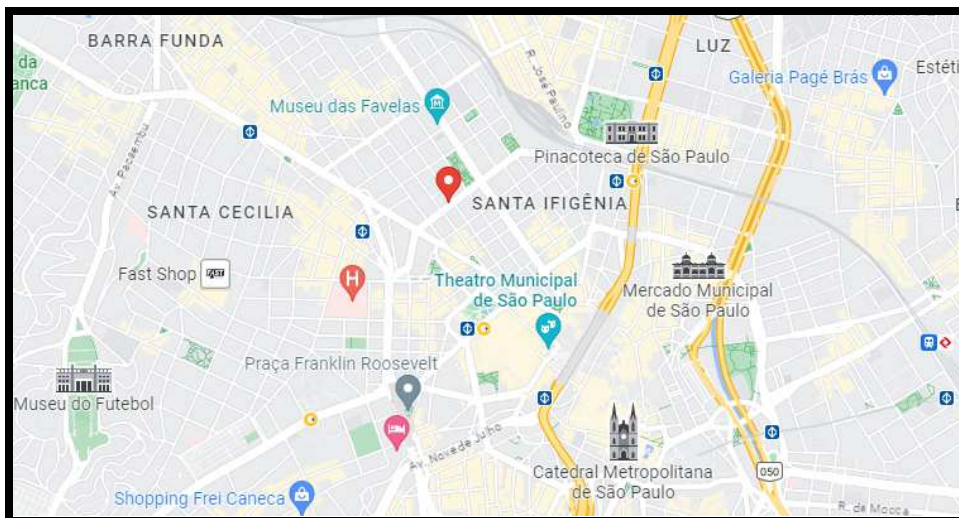 BARRA FUNDA
LUZ
da
anca
Galeria Pagé Brás
Estéti
R. José Paulino
Museu das Favelas
M
Pinacoteca de São Paulo
Av. Pacaembu
SANTA CECILIA
SANTA IFIGÊNIA
Fast Shop
FAST
H
Theatro Municipal
de São Paulo
Mercado Municipal
de São Paulo
Praça Franklin Roosevelt
Museu do Futebol
Av. Nove de Julho
Catedral Metropolitana
de São Paulo
050
Shopping Frei Caneca
R. da Mooca